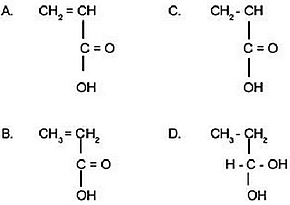 A. CH₂ = CH
C = O
OH
C. CH₂ - CH
C = O
OH
B. CH₃ = CH₂
C = O
OH
D. CH₃ - CH₂
H - C - OH
OH